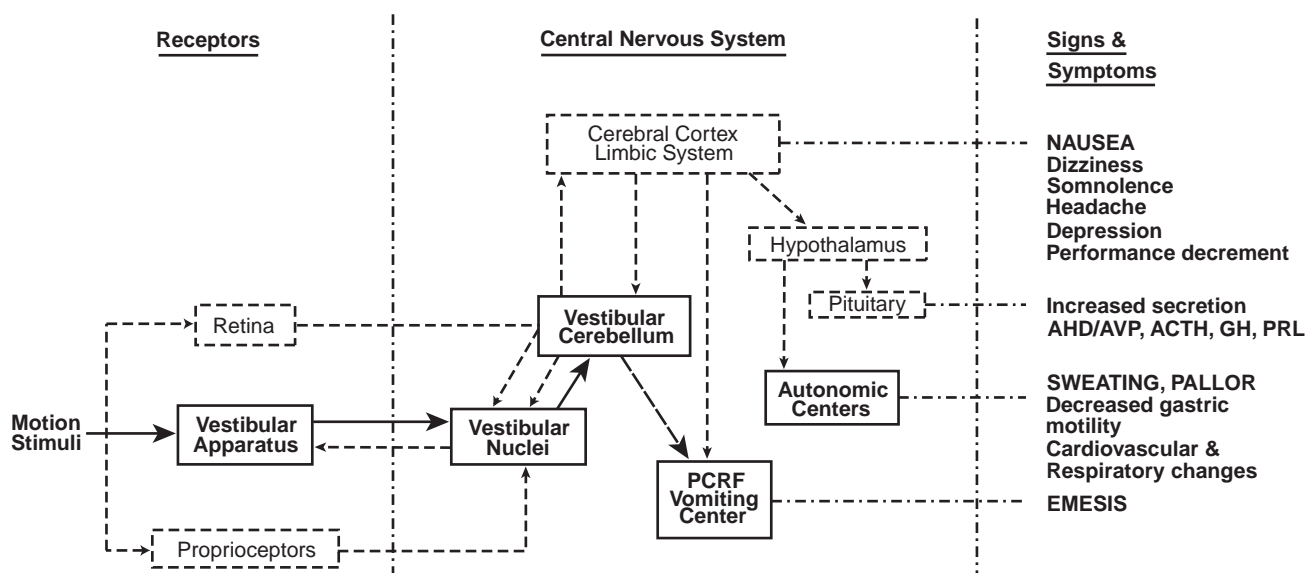 Receptors
Central Nervous System
Signs &
Symptoms
Cerebral Cortex
Limbic System
NAUSEA
Dizziness
Somnolence
Headache
Depression
Performance decrement
Hypothalamus
Pituitary
Increased secretion
AHD/AVP, ACTH, GH, PRL
Retina
Vestibular
Cerebellum
Autonomic
Centers
SWEATING, PALLOR
Decreased gastric
motility
Cardiovascular &
Respiratory changes
Motion
Stimuli
Vestibular
Apparatus
Vestibular
Nuclei
PCRF
Vomiting
Center
EMESIS
Proprioceptors